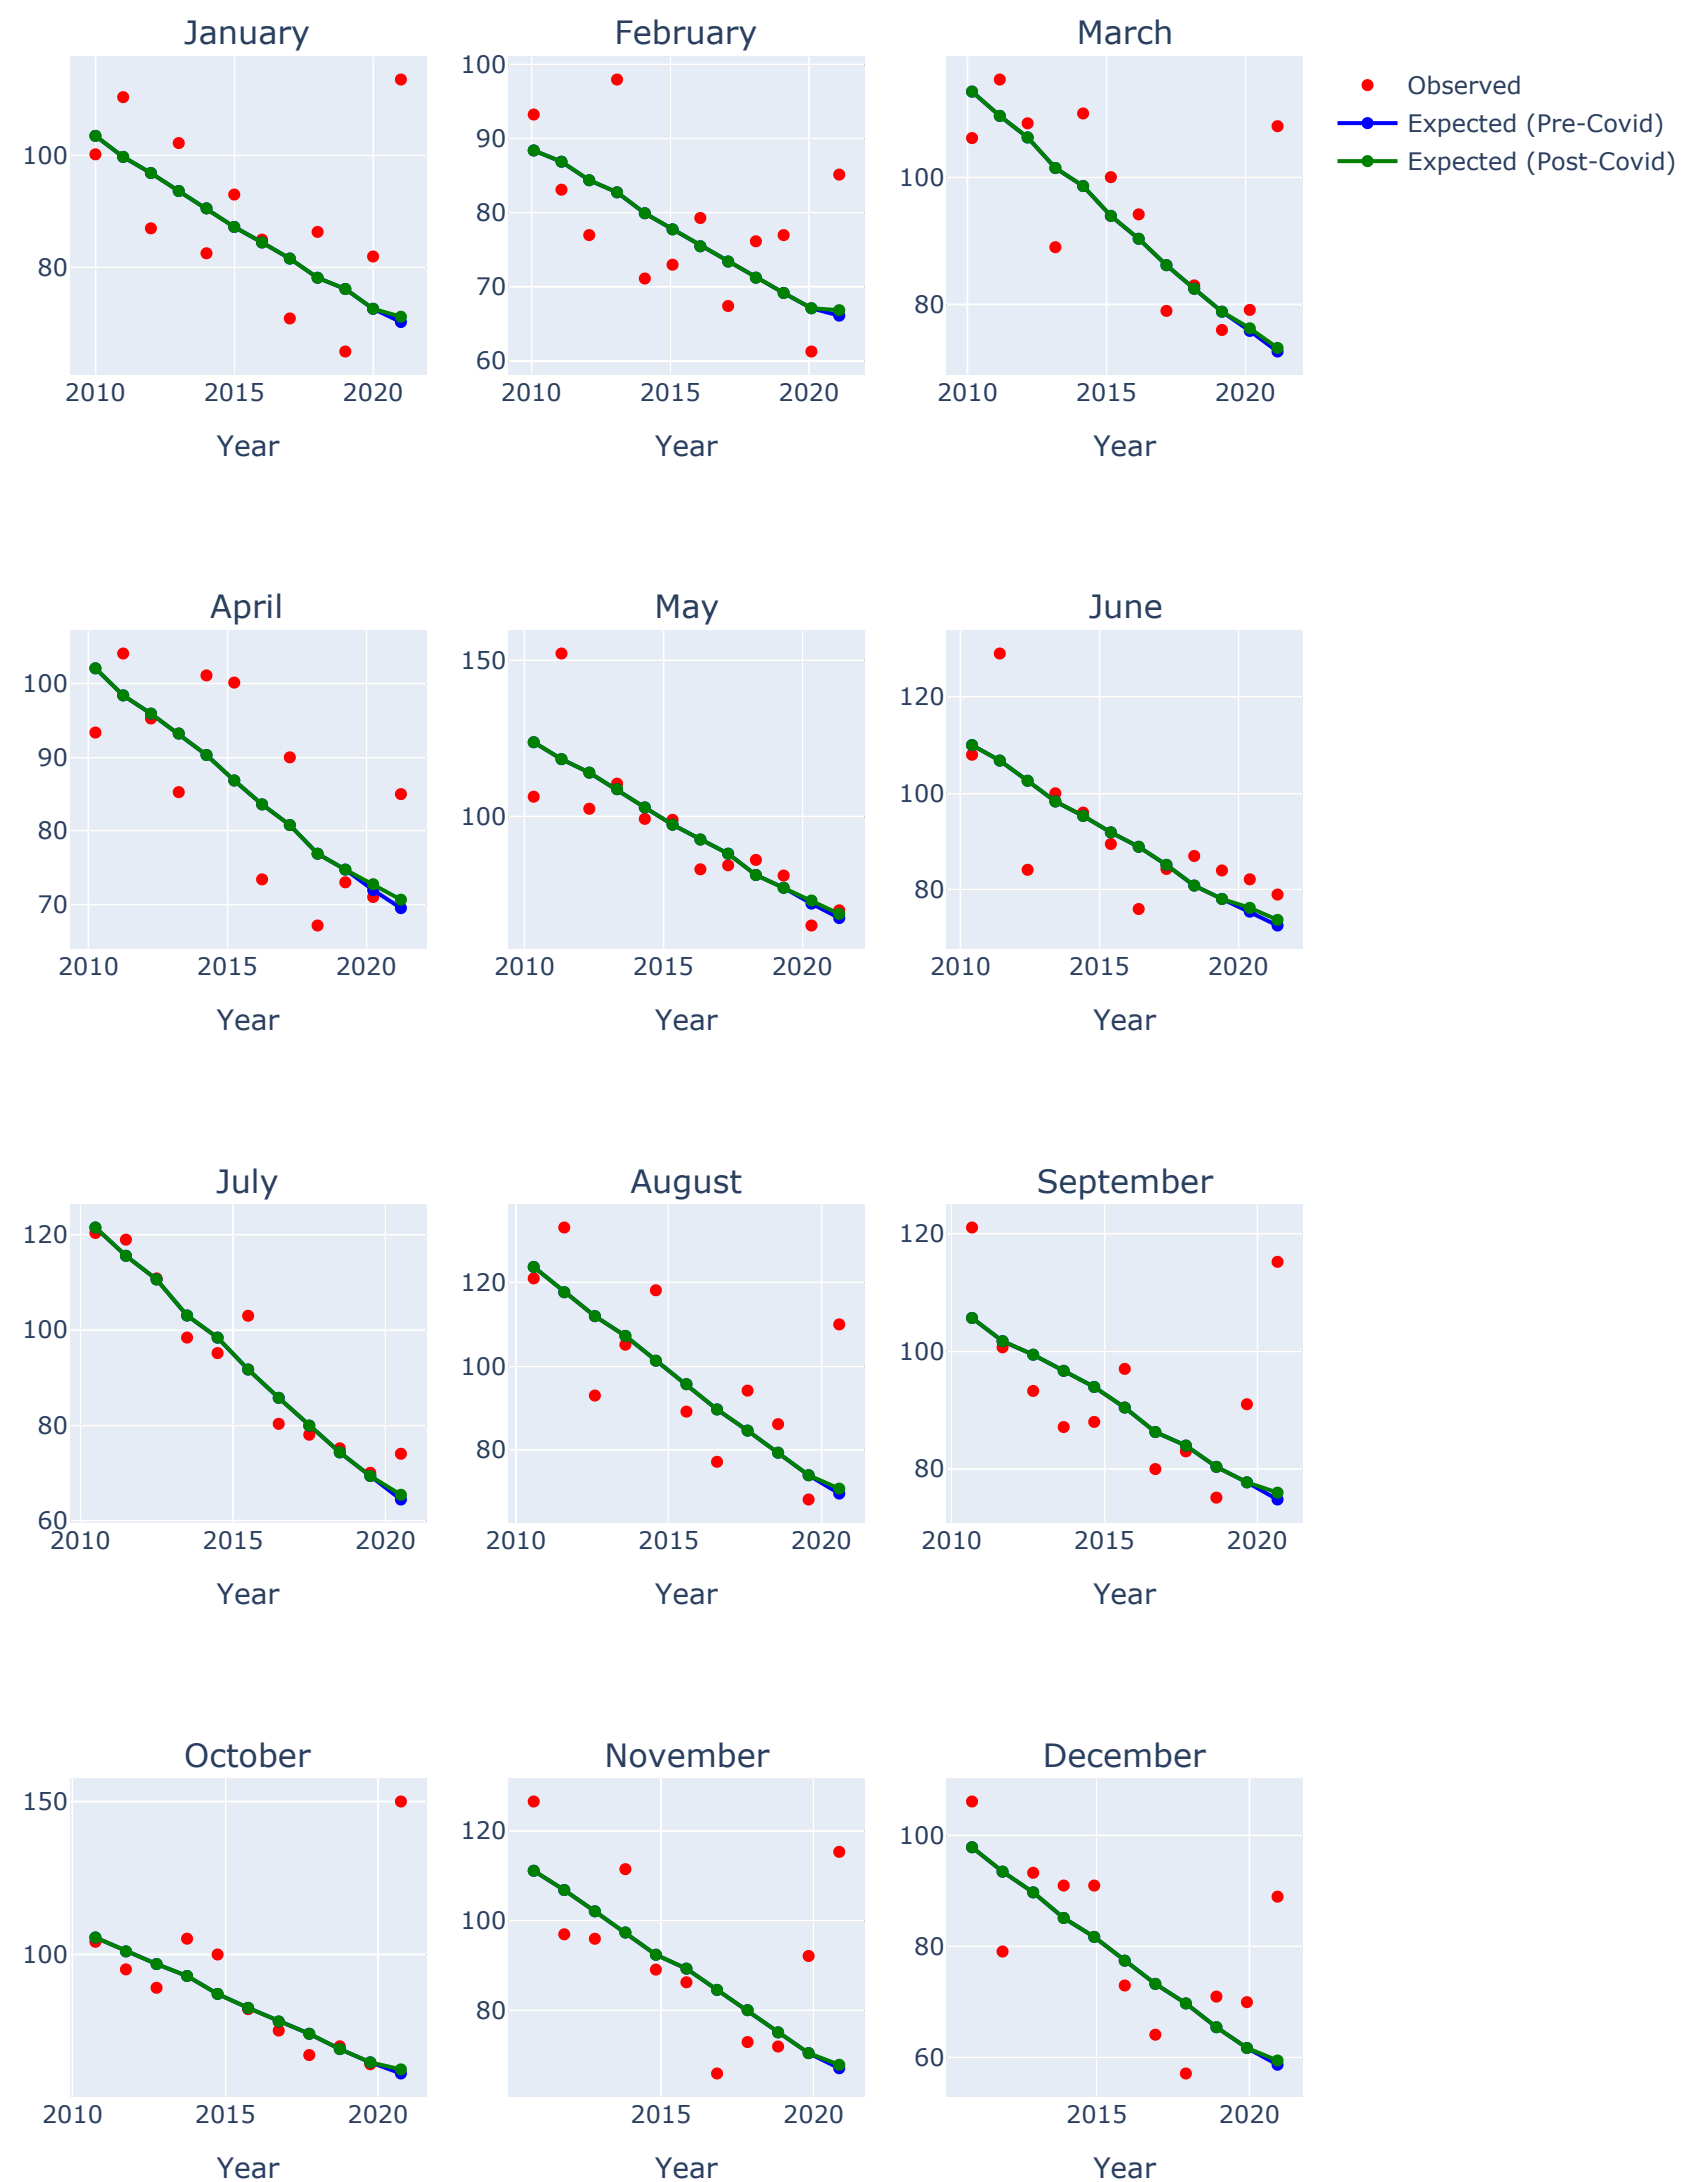 January February March
100
80
2010 2015 2020
Year
100
90
80
70
60
2010 2015 2020
Year
100
80
2010 2015 2020
Year
Observed
Expected (Pre-Covid)
Expected (Post-Covid)
April May June
100
90
80
70
2010 2015 2020
Year
150
100
2010 2015 2020
Year
120
100
80
2010 2015 2020
Year
July August September
120
100
80
60
2010 2015 2020
Year
120
100
80
2010 2015 2020
Year
120
100
80
2010 2015 2020
Year
October November December
150
100
2010 2015 2020
Year
120
100
80
2015 2020
Year
100
80
60
2015 2020
Year